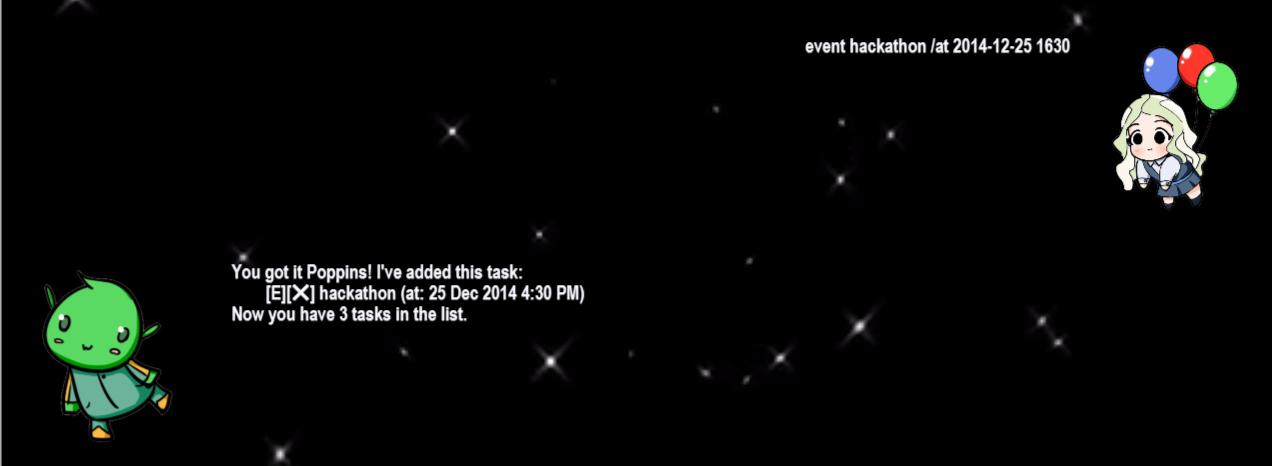 event hackathon /at 2014-12-25 1630
You got it Poppins! I've added this task:
[E][✕] hackathon (at: 25 Dec 2014 4:30 PM)
Now you have 3 tasks in the list.